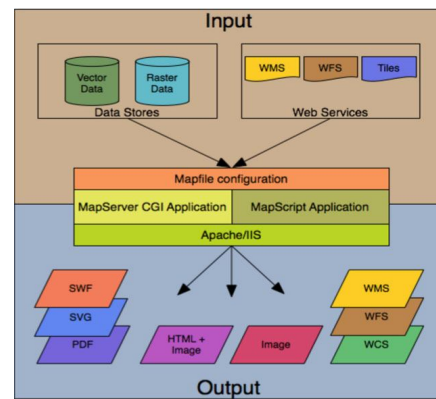 Input
Vector
Data
Raster
Data
Data Stores
WMS
WFS
Tiles
Web Services
Mapfile configuration
MapServer CGI Application
MapScript Application
Apache/IIS
SWF
SVG
PDF
HTML +
Image
Image
WMS
WFS
WCS
Output